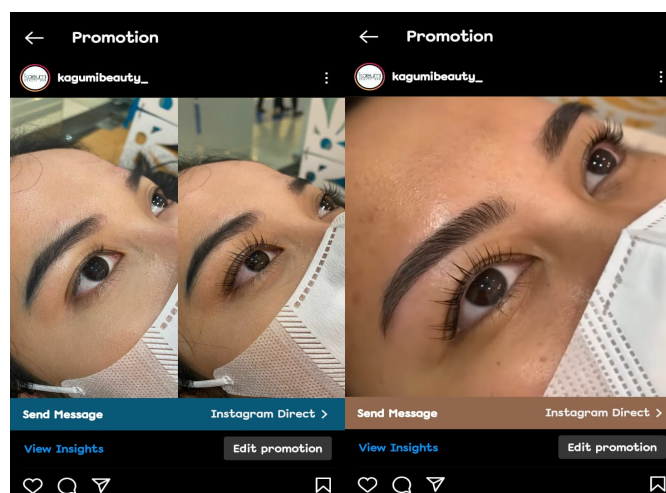 Promotion
kagumibeauty_
Send Message
Instagram Direct >
View Insights
Edit promotion
Promotion
kagumibeauty_
Send Message
Instagram Direct >
View Insights
Edit promotion